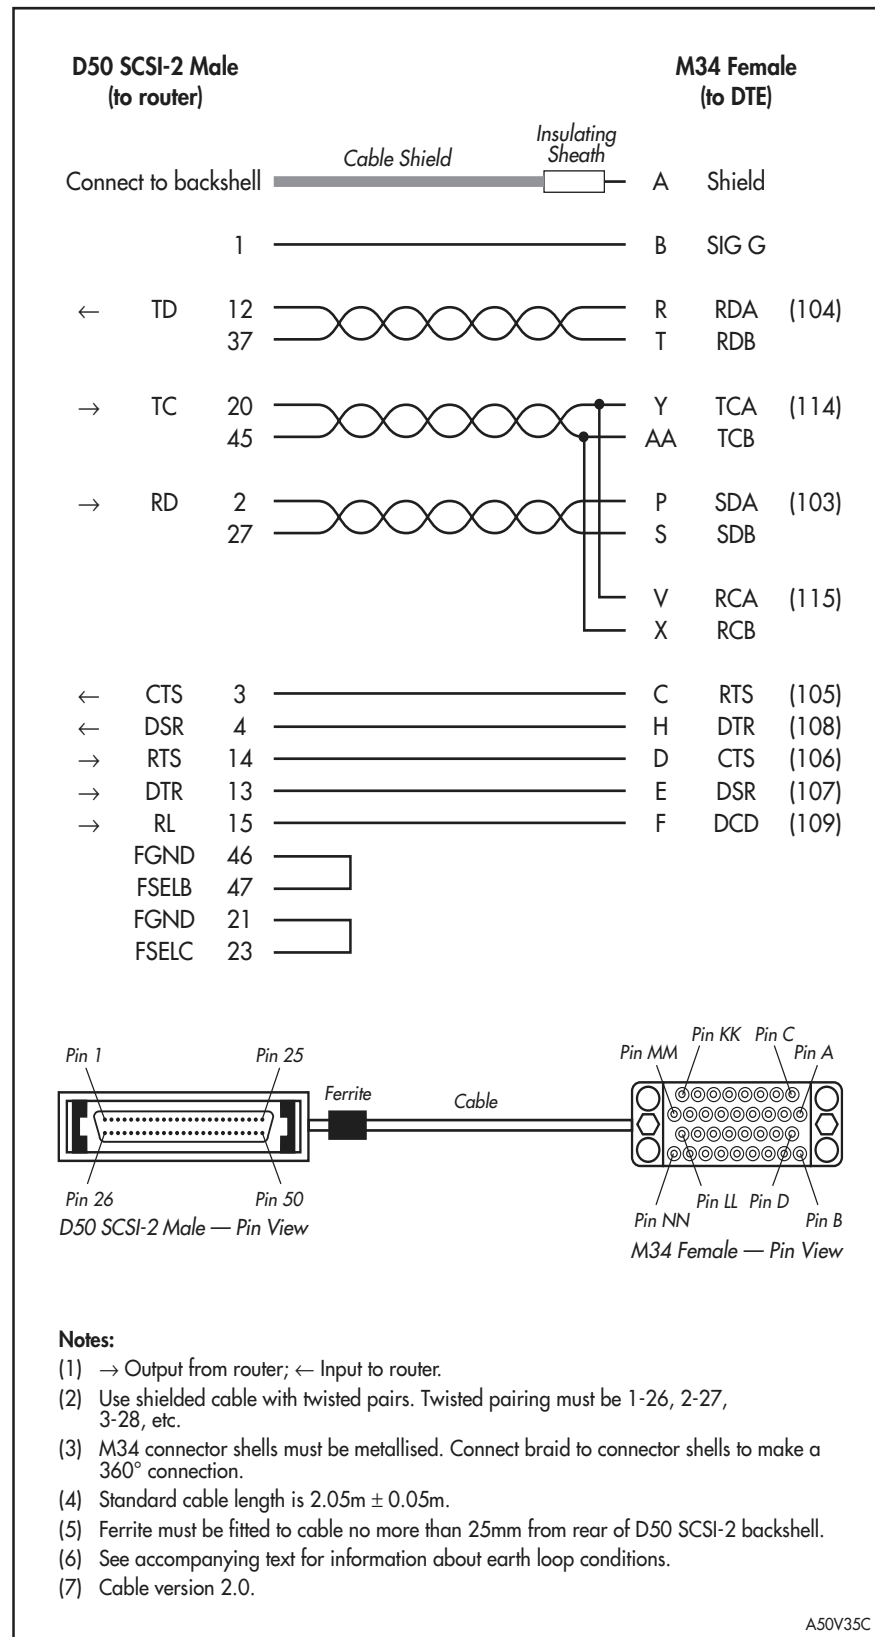 D50 SCSI-2 Male M34 Female
(to router) (to DTE)
Insulating
Cable Shield Sheath
Connect to backshell A Shield
1 B SIG G
← TD 12 R RDA (104)
37 T RDB
→ TC 20 Y TCA (114)
45 AA TCB
→ RD 2 P SDA (103)
27 S SDB
V RCA (115)
X RCB
← CTS 3 C RTS (105)
← DSR 4 H DTR (108)
→ RTS 14 D CTS (106)
→ DTR 13 E DSR (107)
→ RL 15 F DCD (109)
FGND 46
FSELB 47
FGND 21
FSELC 23
Pin KK Pin C
Pin 1 Pin 25 Pin MM Pin A
Ferrite Cable
Pin 26 Pin 50 Pin LL Pin D
Pin NN Pin B
D50 SCSI-2 Male — Pin View
M34 Female — Pin View
Notes:
(1) → Output from router; ← Input to router.
(2) Use shielded cable with twisted pairs. Twisted pairing must be 1-26, 2-27,
3-28, etc.
(3) M34 connector shells must be metallised. Connect braid to connector shells to make a
360° connection.
(4) Standard cable length is 2.05m ± 0.05m.
(5) Ferrite must be fitted to cable no more than 25mm from rear of D50 SCSI-2 backshell.
(6) See accompanying text for information about earth loop conditions.
(7) Cable version 2.0.
A50V35C